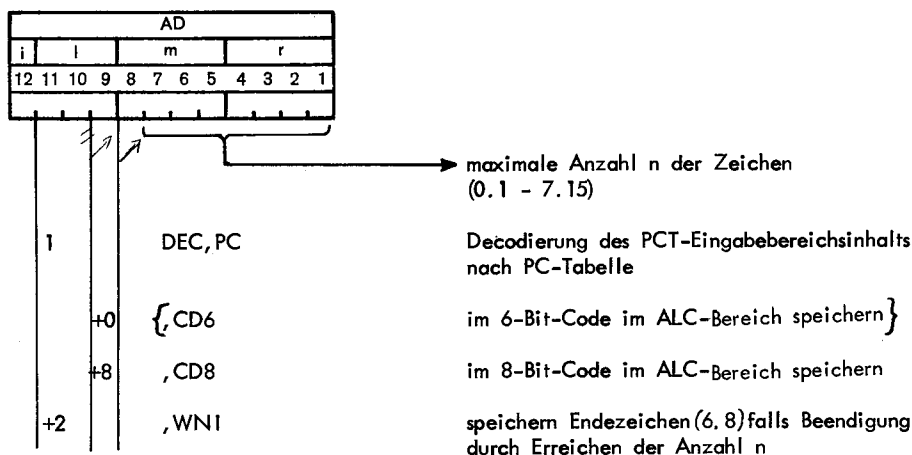 AD
i l m r
12 11 10 9 8 7 6 5 4 3 2 1
maximale Anzahl n der Zeichen
(0.1 - 7.15)
1 DEC,PC Decodierung des PCT-Eingabebereichsinhalts
nach PC-Tabelle
+0 {,CD6 im 6-Bit-Code im ALC-Bereich speichern}
+8 ,CD8 im 8-Bit-Code im ALC-Bereich speichern
+2 ,WN1 speichern Endezeichen(6.8)falls Beendigung
durch Erreichen der Anzahl n